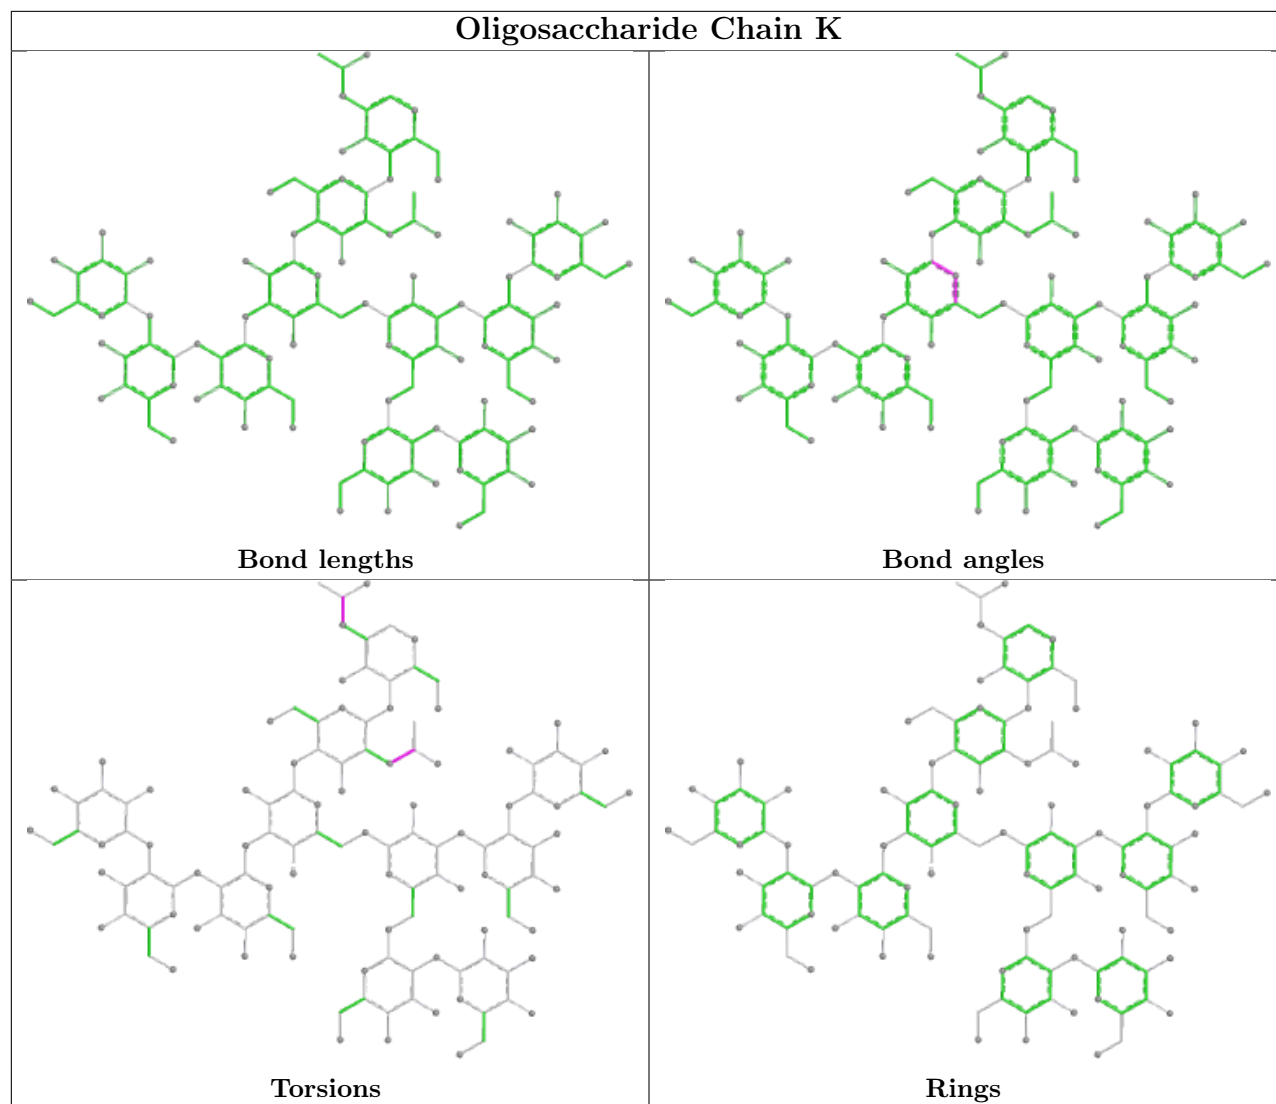 Oligosaccharide Chain K
Bond lengths
Bond angles
Torsions
Rings